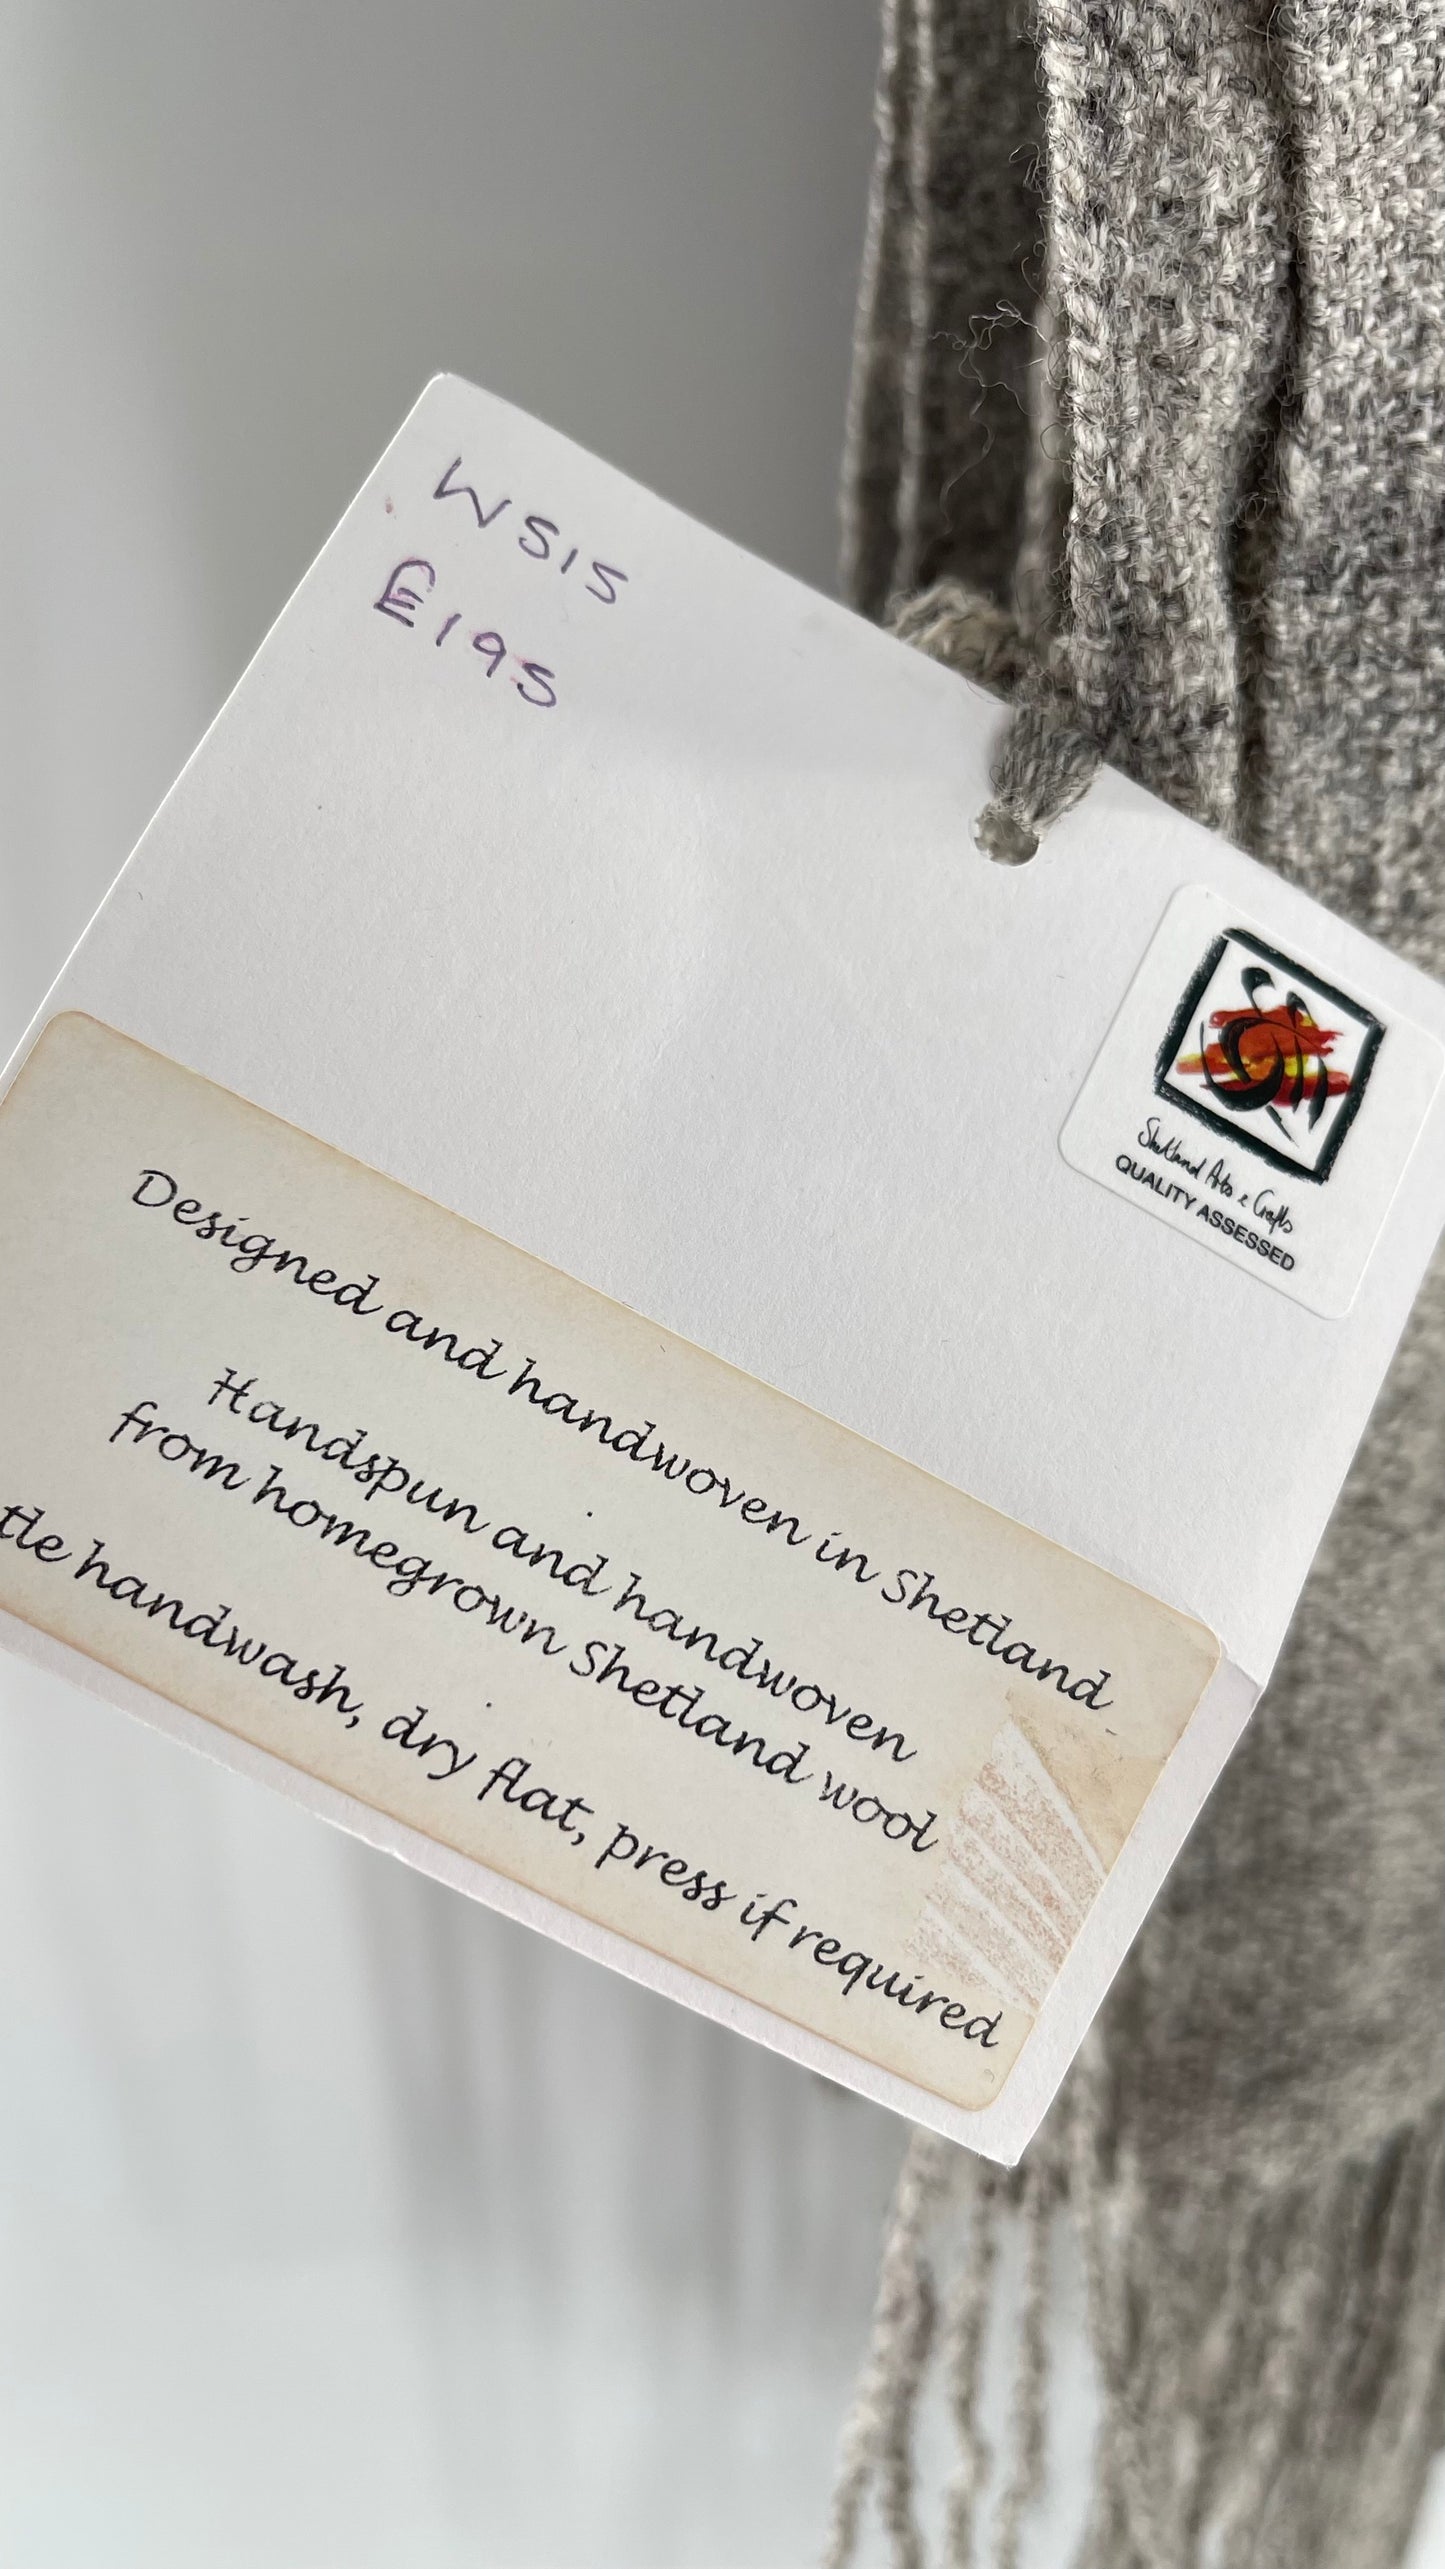 WS15
£195
Shetland Arts & Crafts
QUALITY ASSESSED
Designed and handwoven in Shetland
Handspun and handwoven
from homegrown Shetland wool
tle handwash, dry flat, press if required